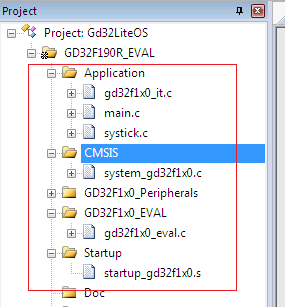 Project
Project: Gd32LiteOS
GD32F190R_EVAL
Application
gd32f1x0_it.c
main.c
systick.c
CMSIS
system_gd32f1x0.c
GD32F1x0_Peripherals
GD32F1x0_EVAL
gd32f1x0_eval.c
Startup
startup_gd32f1x0.s
Doc